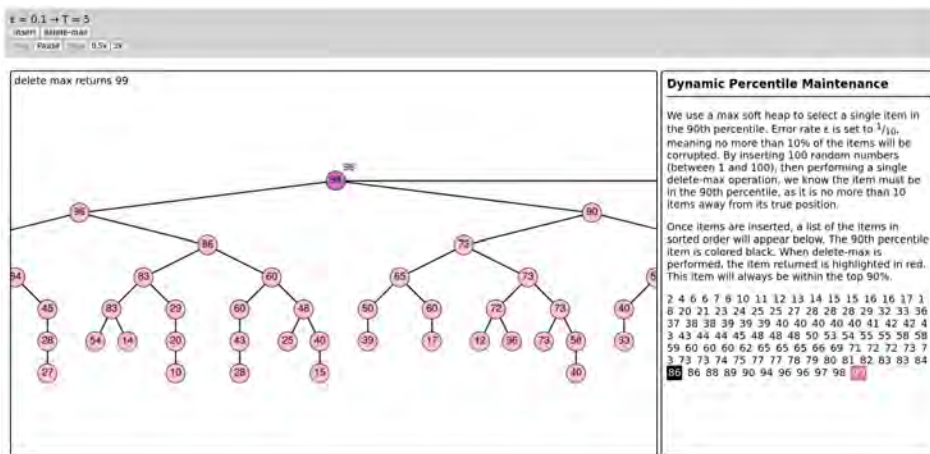 ε = 0.1 → T = 5
Insert delete-max
Pause 0.5x 2x
delete max returns 99
98
96 90
86 73
84 83 60 65 73
45 83 29 48 50 60 72 73 40
60
28 54 14 20 43 25 40 39 17 12 36 73 58 33
27 10 28 15 40
Dynamic Percentile Maintenance
We use a max soft heap to select a single item in
the 90th percentile. Error rate ε is set to 1/10,
meaning no more than 10% of the items will be
corrupted. By inserting 100 random numbers
(between 1 and 100), then performing a single
delete-max operation, we know the item must be
in the 90th percentile, as it is no more than 10
items away from its true position.
Once items are inserted, a list of the items in
sorted order will appear below. The 90th percentile
item is colored black. When delete-max is
performed, the item returned is highlighted in red.
This item will always be within the top 90%.
2 4 6 6 7 8 10 11 12 13 14 15 15 16 16 17 1
8 20 21 23 24 25 25 27 28 28 28 29 32 33 36
37 38 38 39 39 39 40 40 40 40 40 41 42 42 4
3 43 44 44 45 48 48 48 50 53 54 55 55 58 58
59 60 60 60 62 65 65 66 69 71 72 72 73 7
3 73 73 74 75 77 77 78 79 80 81 82 83 83 84
86 86 88 89 90 94 96 96 97 98 99